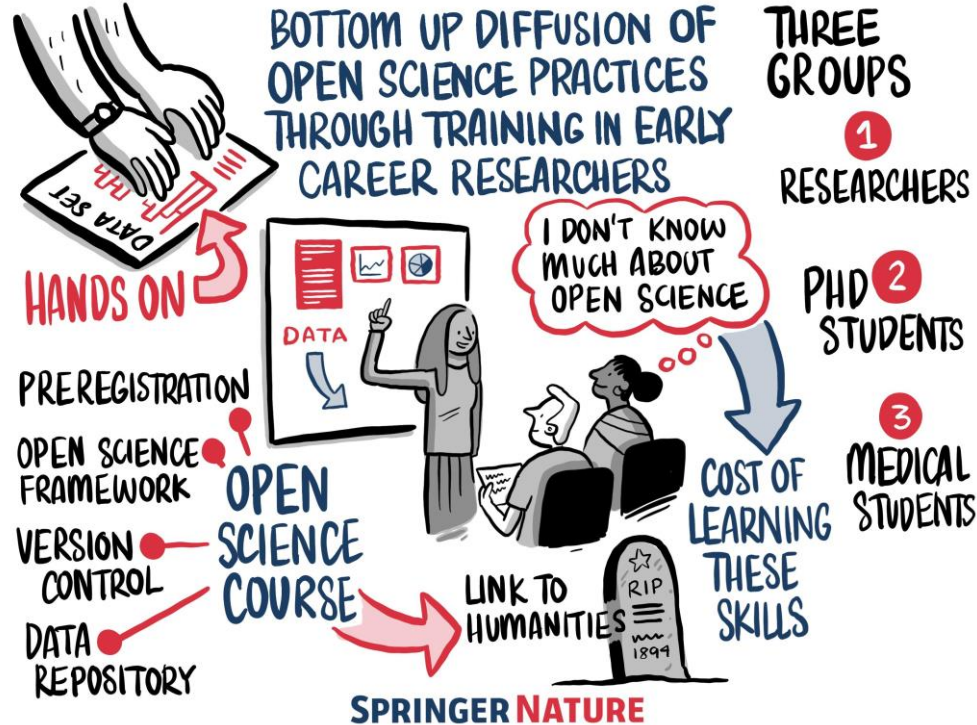 BOTTOM UP DIFFUSION OF
OPEN SCIENCE PRACTICES
THROUGH TRAINING IN EARLY
CAREER RESEARCHERS
DATA SET
HANDS ON
DATA
I DON'T KNOW
MUCH ABOUT
OPEN SCIENCE
THREE
GROUPS
1
RESEARCHERS
PHD 2
STUDENTS
3
MEDICAL
STUDENTS
PREREGISTRATION
OPEN SCIENCE
FRAMEWORK
VERSION
CONTROL
DATA
REPOSITORY
OPEN
SCIENCE
COURSE
LINK TO
HUMANITIES
RIP
1894
COST OF
LEARNING
THESE
SKILLS
SPRINGER NATURE